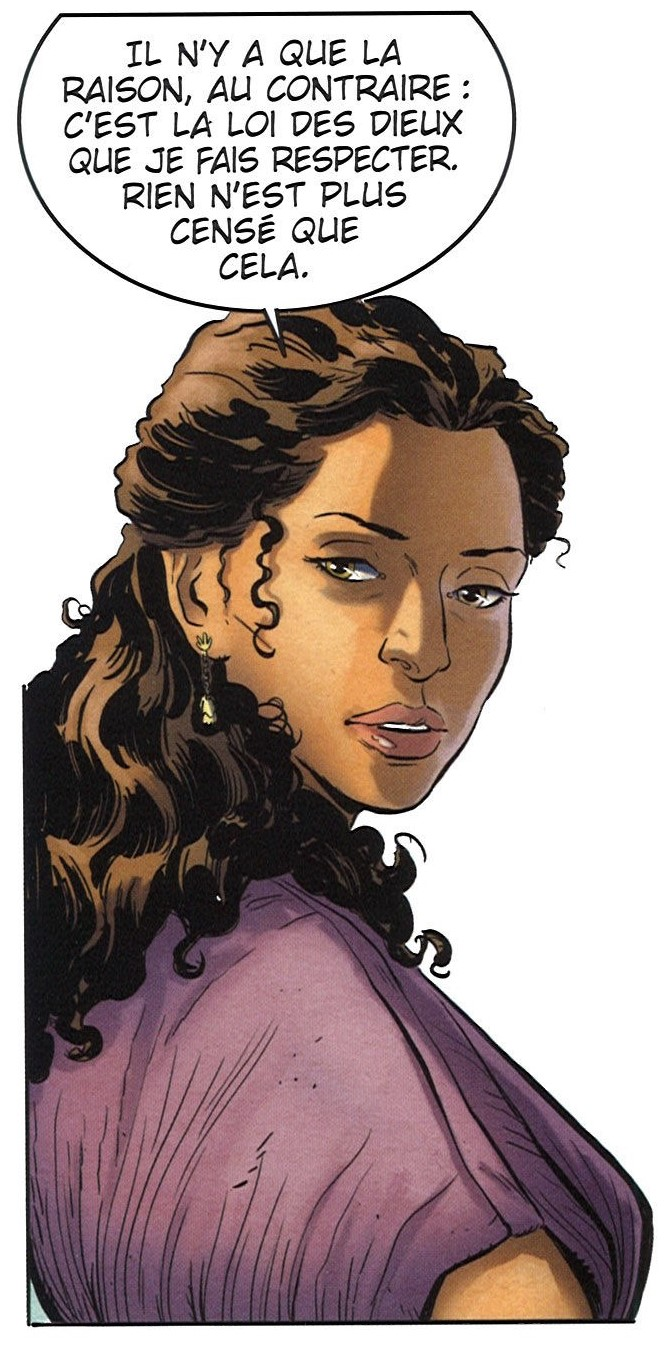 IL N'Y A QUE LA
RAISON, AU CONTRAIRE :
C'EST LA LOI DES DIEUX
QUE JE FAIS RESPECTER.
RIEN N'EST PLUS
CENSÉ QUE
CELA.